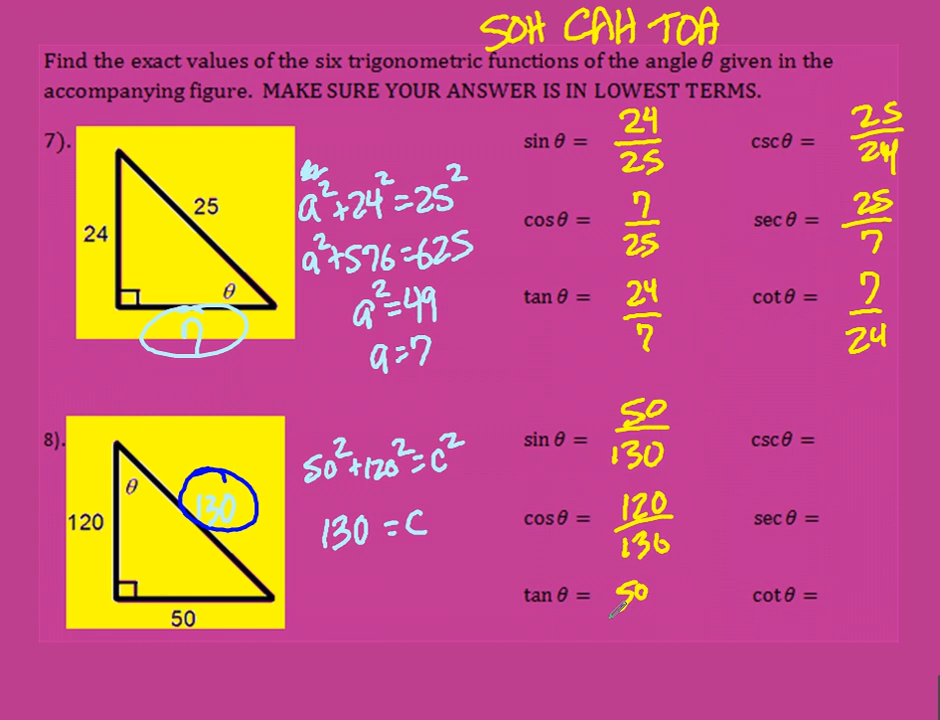 SOH CAH TOA
Find the exact values of the six trigonometric functions of the angle θ given in the
accompanying figure. MAKE SURE YOUR ANSWER IS IN LOWEST TERMS.
7).
24
25
θ
7
a²+24²=25²
a²+576=625
a²=49
a=7
sin θ = 24/25
csc θ = 25/24
cos θ = 7/25
sec θ = 25/7
tan θ = 24/7
cot θ = 7/24
8).
θ
120
130
50
50²+120²=c²
130 = C
sin θ = 50/130
csc θ =
cos θ = 120/130
sec θ =
tan θ = 50
cot θ =